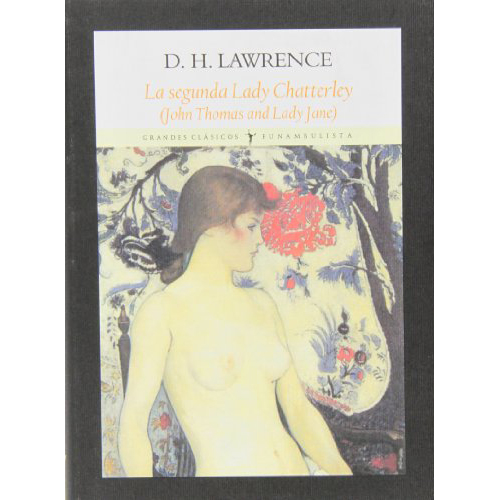 D. H. LAWRENCE
La segunda Lady Chatterley
(John Thomas and Lady Jane)
GRANDES CLÁSICOS FUNAMBULISTA